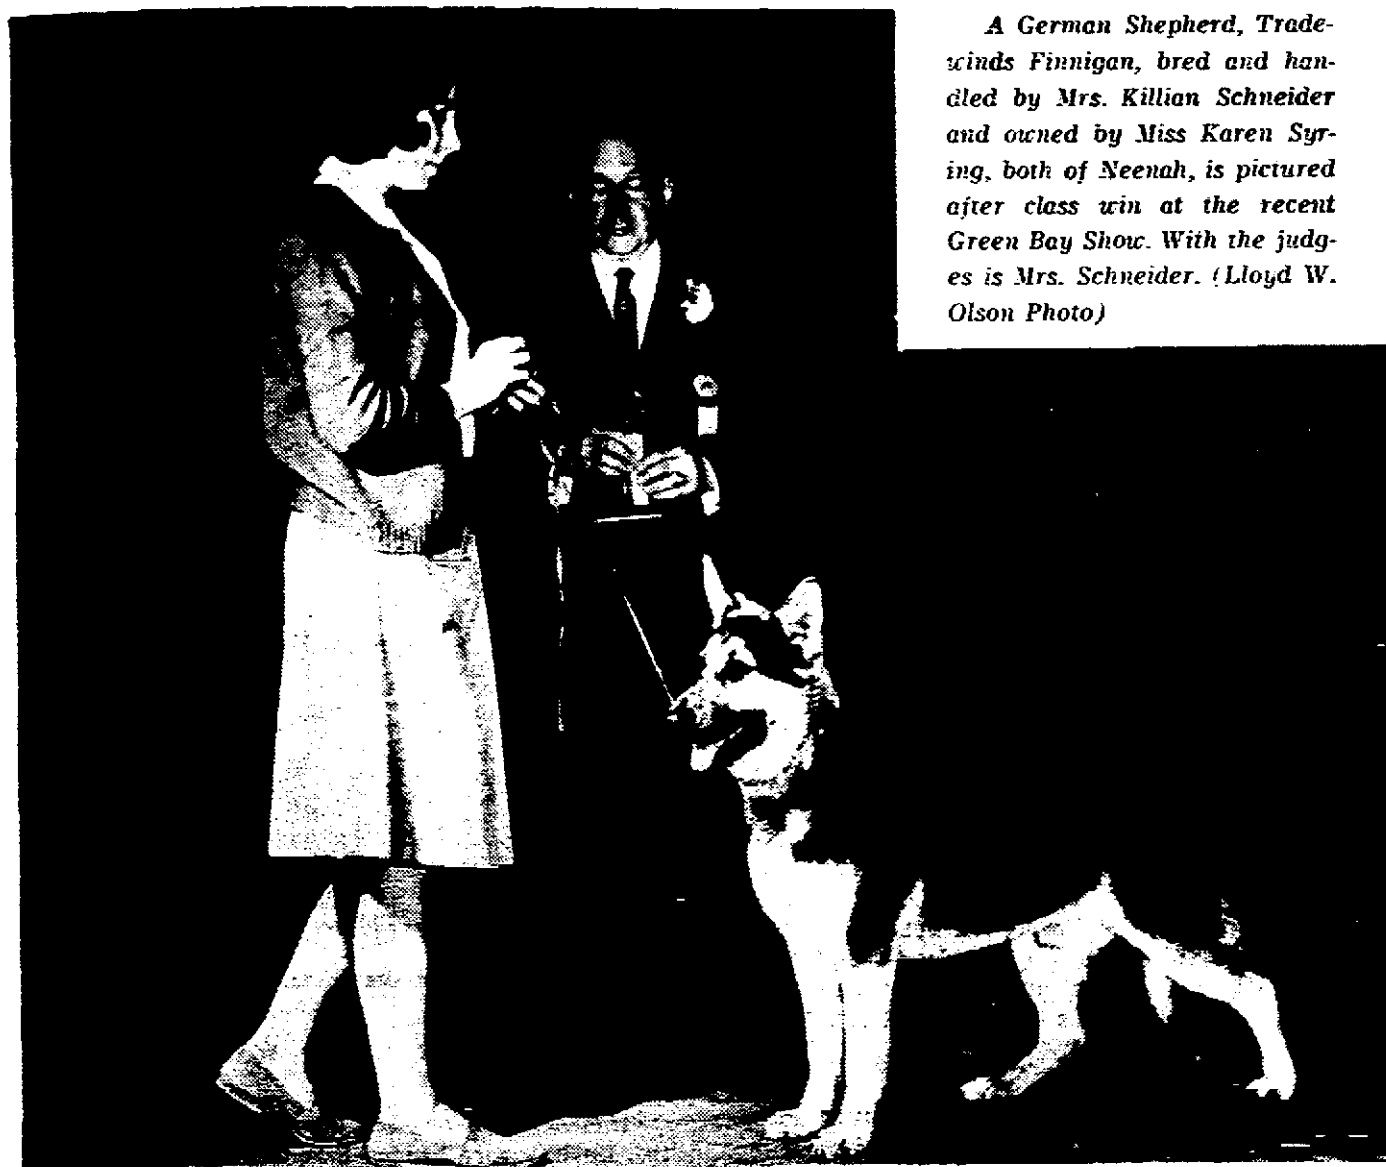 A German Shepherd, Trade-
winds Finnigan, bred and han-
dled by Mrs. Killian Schneider
and owned by Miss Karen Syr-
ing, both of Neenah, is pictured
after class win at the recent
Green Bay Show. With the judg-
es is Mrs. Schneider. (Lloyd W.
Olson Photo)